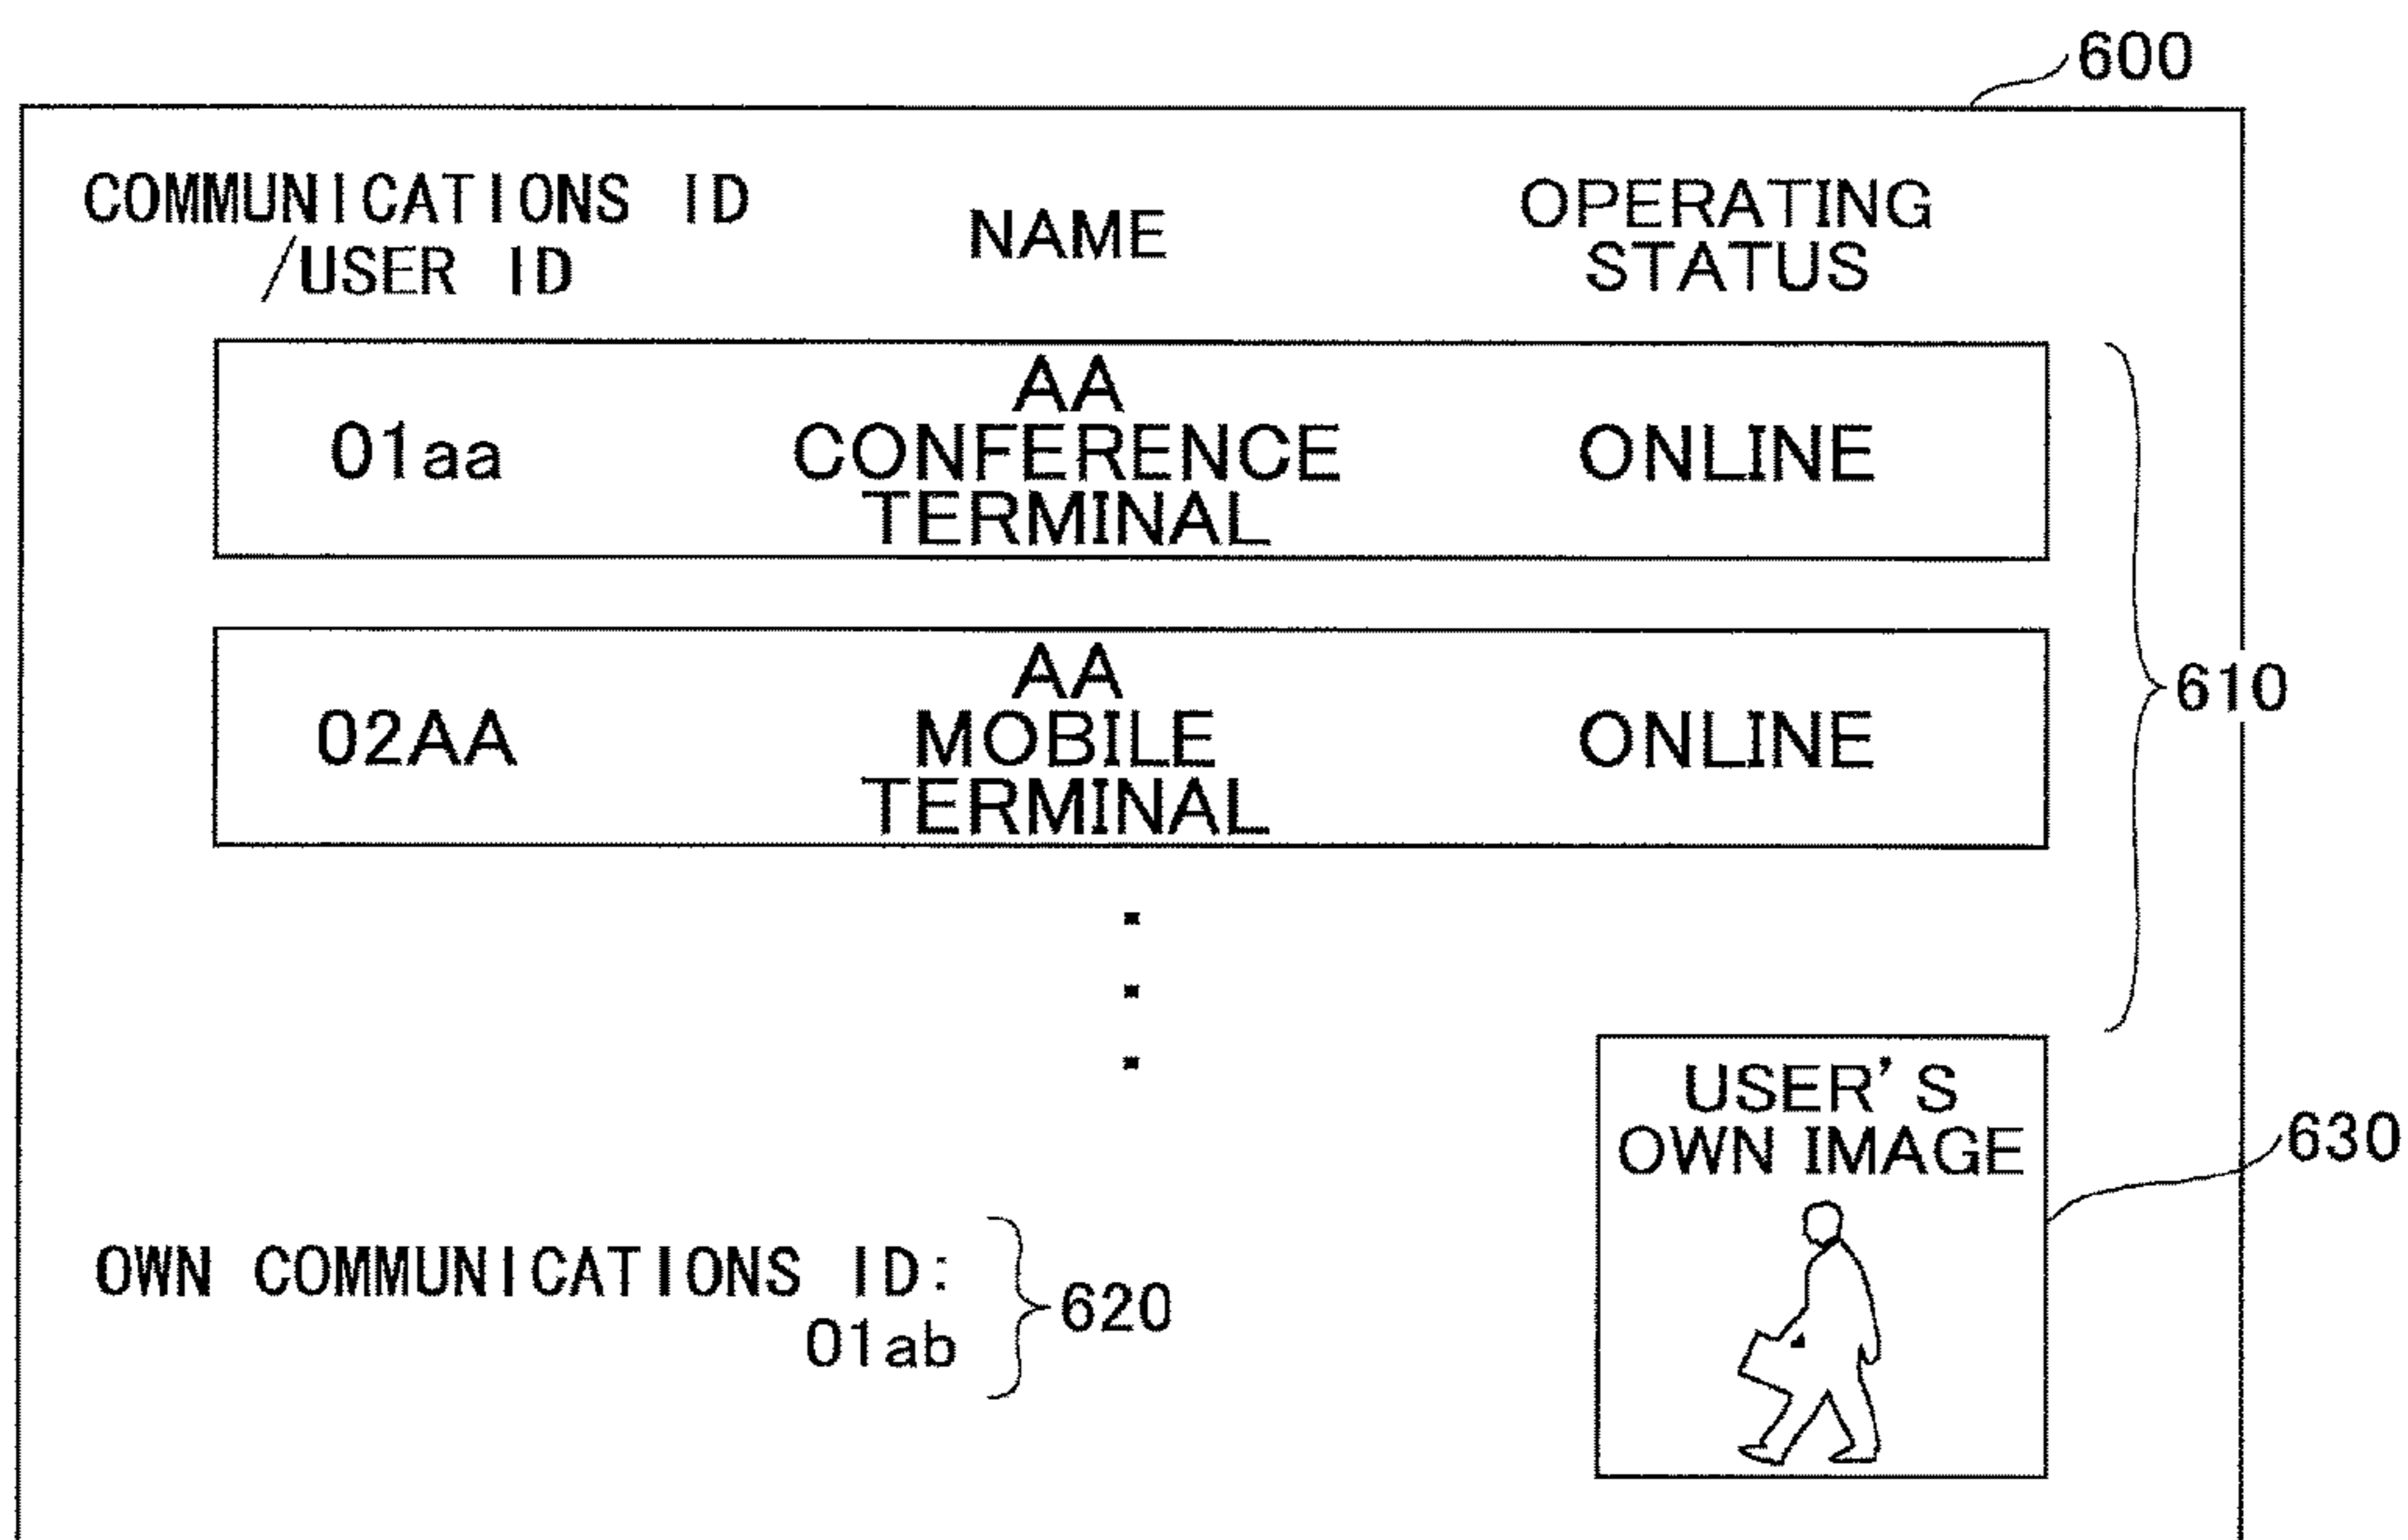 600
COMMUNICATIONS ID
/USER ID
NAME
OPERATING
STATUS
01aa
AA
CONFERENCE
TERMINAL
ONLINE
02AA
AA
MOBILE
TERMINAL
ONLINE
610
USER'S
OWN IMAGE
630
OWN COMMUNICATIONS ID:
01ab
620